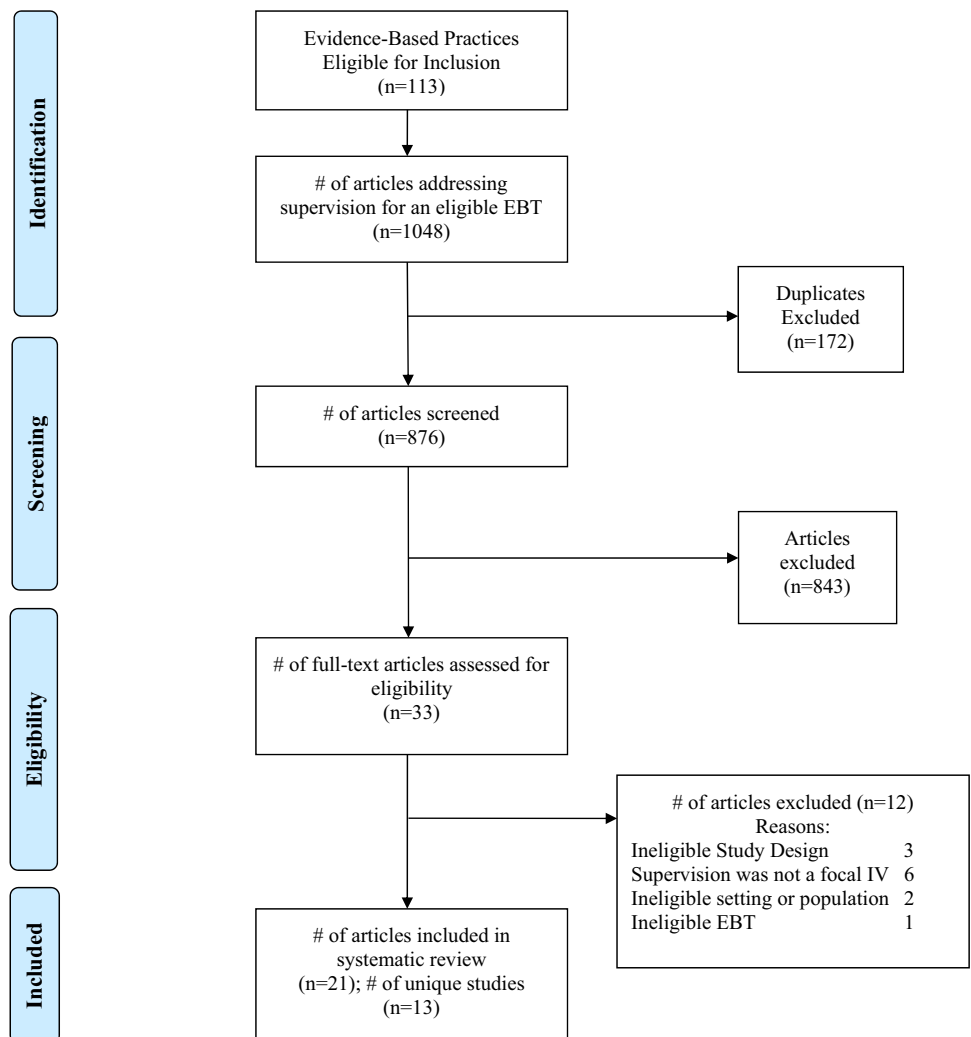 Identification
Evidence-Based Practices
Eligible for Inclusion
(n=113)
# of articles addressing
supervision for an eligible EBT
(n=1048)
Duplicates
Excluded
(n=172)
Screening
# of articles screened
(n=876)
Articles
excluded
(n=843)
Eligibility
# of full-text articles assessed for
eligibility
(n=33)
# of articles excluded (n=12)
Reasons:
Ineligible Study Design 3
Supervision was not a focal IV 6
Ineligible setting or population 2
Ineligible EBT 1
Included
# of articles included in
systematic review
(n=21); # of unique studies
(n=13)